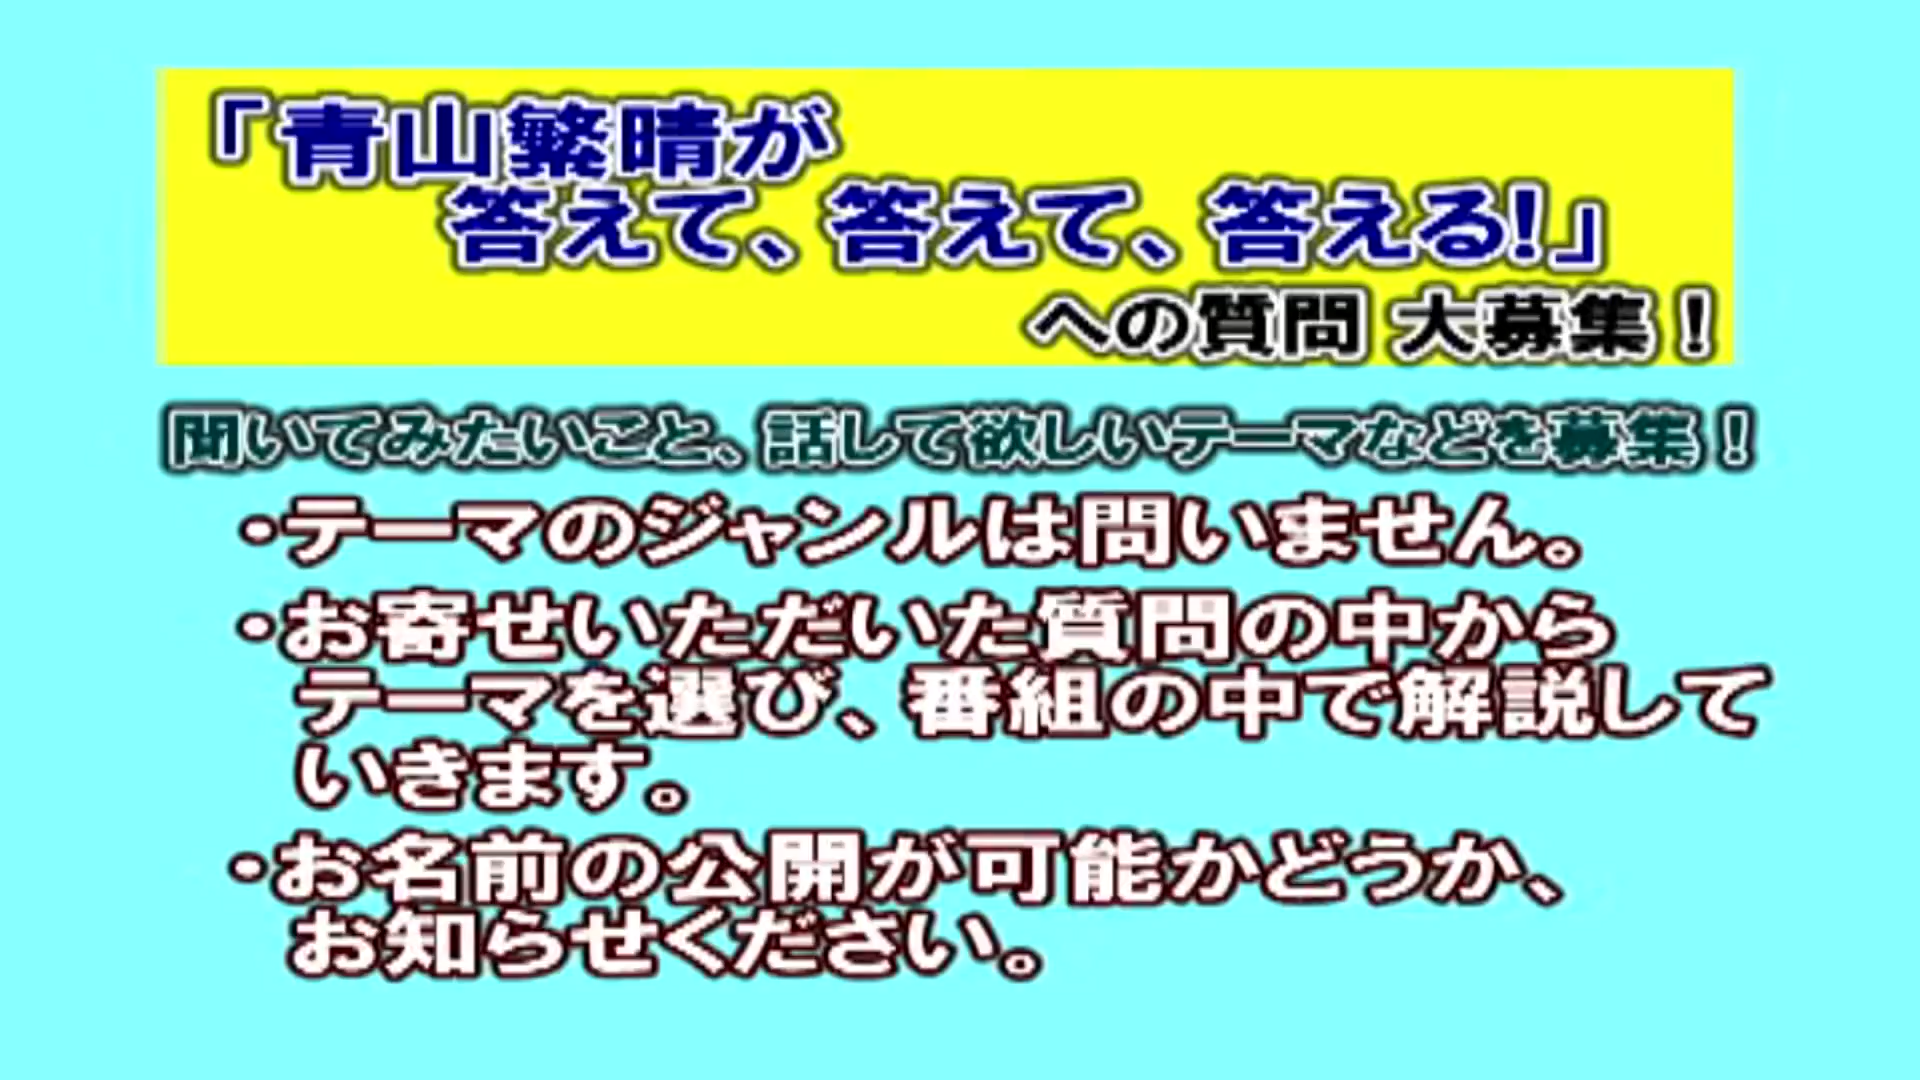 「青山繁晴が
答えて、答えて、答える!」
への質問 大募集！
聞いてみたいこと、話して欲しいテーマなどを募集！
・テーマのジャンルは問いません。
・お寄せいただいた質問の中から
テーマを選び、番組の中で解説して
いきます。
・お名前の公開が可能かどうか、
お知らせください。